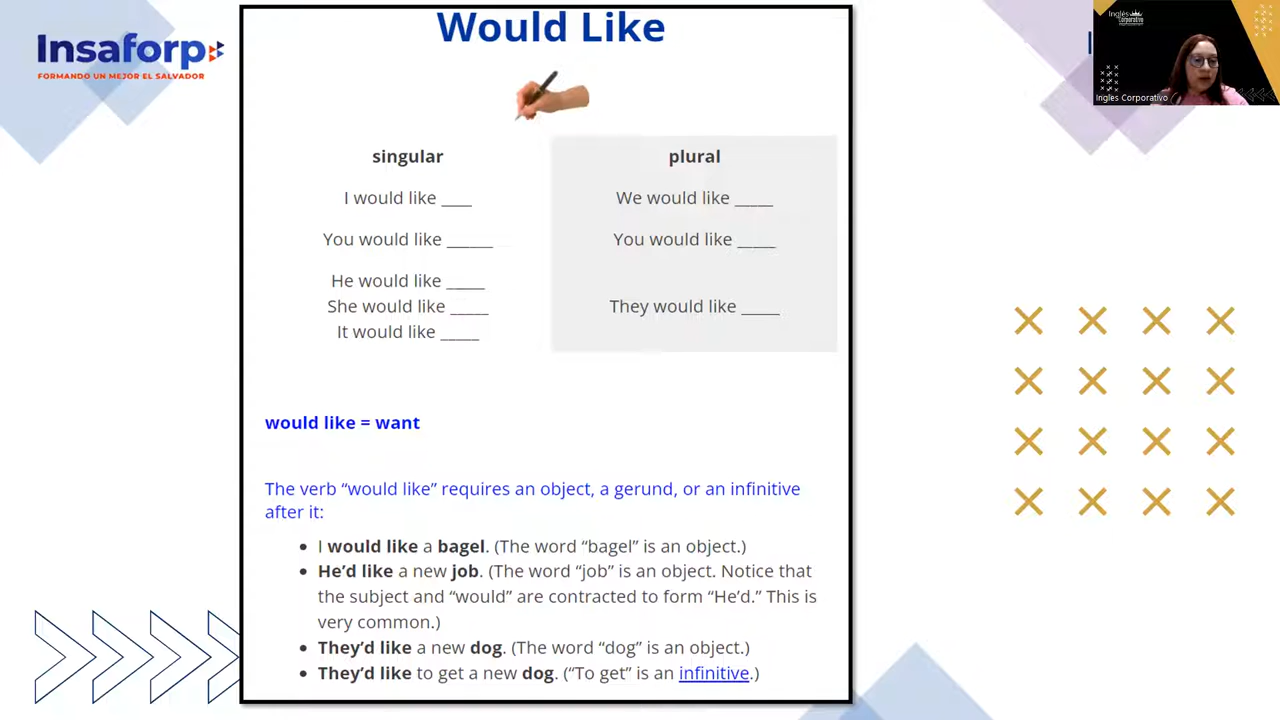 Would Like
Insaforp
FORMANDO UN MEJOR EL SALVADOR
Inglés
Corporativo
Ingles Corporativo
singular
plural
I would like ____
We would like _____
You would like ______
You would like _____
He would like _____
She would like _____
They would like _____
It would like _____
would like = want
The verb “would like” requires an object, a gerund, or an infinitive
after it:
• I would like a bagel. (The word “bagel” is an object.)
• He’d like a new job. (The word “job” is an object. Notice that
the subject and “would” are contracted to form “He’d.” This is
very common.)
• They’d like a new dog. (The word “dog” is an object.)
• They’d like to get a new dog. (“To get” is an infinitive.)